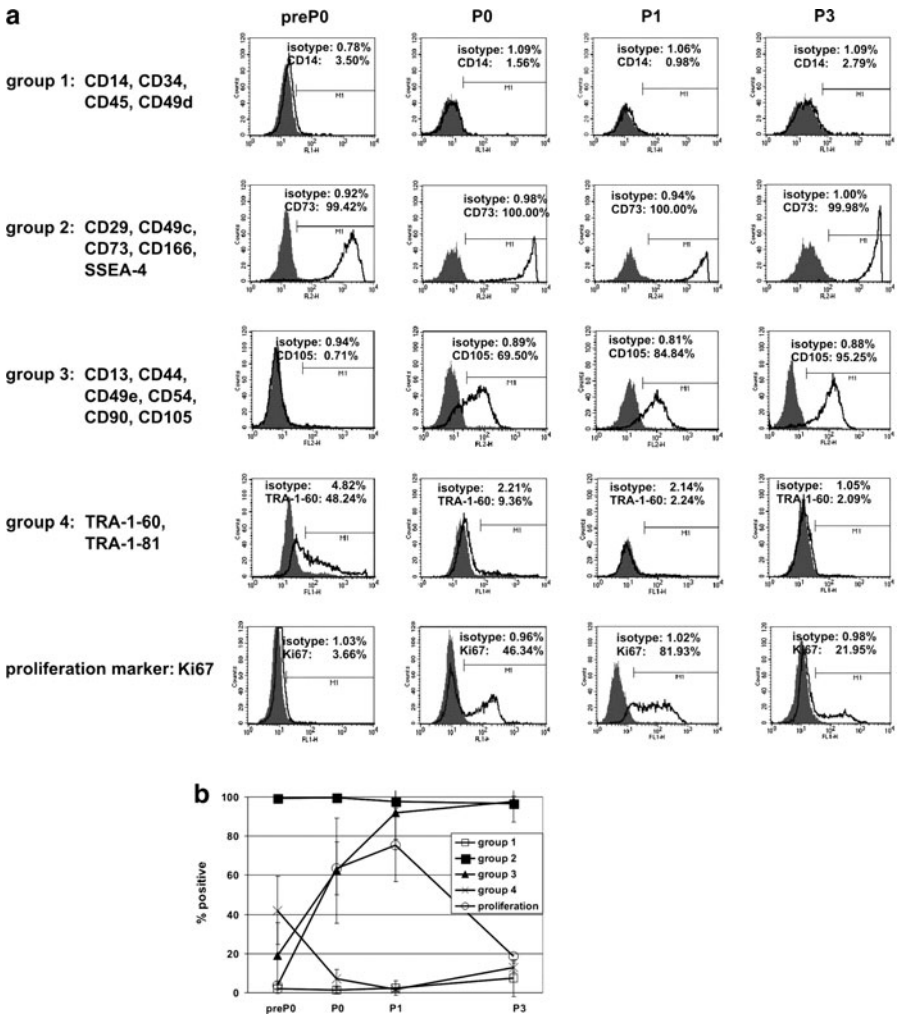 a
preP0 P0 P1 P3
group 1: CD14, CD34,
CD45, CD49d
isotype: 0.78%
CD14: 3.50%
isotype: 1.09%
CD14: 1.56%
isotype: 1.06%
CD14: 0.98%
isotype: 1.09%
CD14: 2.79%
group 2: CD29, CD49c,
CD73, CD166,
SSEA-4
isotype: 0.92%
CD73: 99.42%
isotype: 0.98%
CD73: 100.00%
isotype: 0.94%
CD73: 100.00%
isotype: 1.00%
CD73: 99.98%
group 3: CD13, CD44,
CD49e, CD54,
CD90, CD105
isotype: 0.94%
CD105: 0.71%
isotype: 0.89%
CD105: 69.50%
isotype: 0.81%
CD105: 84.84%
isotype: 0.88%
CD105: 95.25%
group 4: TRA-1-60,
TRA-1-81
isotype: 4.82%
TRA-1-60: 48.24%
isotype: 2.21%
TRA-1-60: 9.36%
isotype: 2.14%
TRA-1-60: 2.24%
isotype: 1.05%
TRA-1-60: 2.09%
proliferation marker: Ki67
isotype: 1.03%
Ki67: 3.66%
isotype: 0.96%
Ki67: 46.34%
isotype: 1.02%
Ki67: 81.93%
isotype: 0.98%
Ki67: 21.95%
b
% positive
100
80
60
40
20
0
group 1
group 2
group 3
group 4
proliferation
preP0 P0 P1 P3